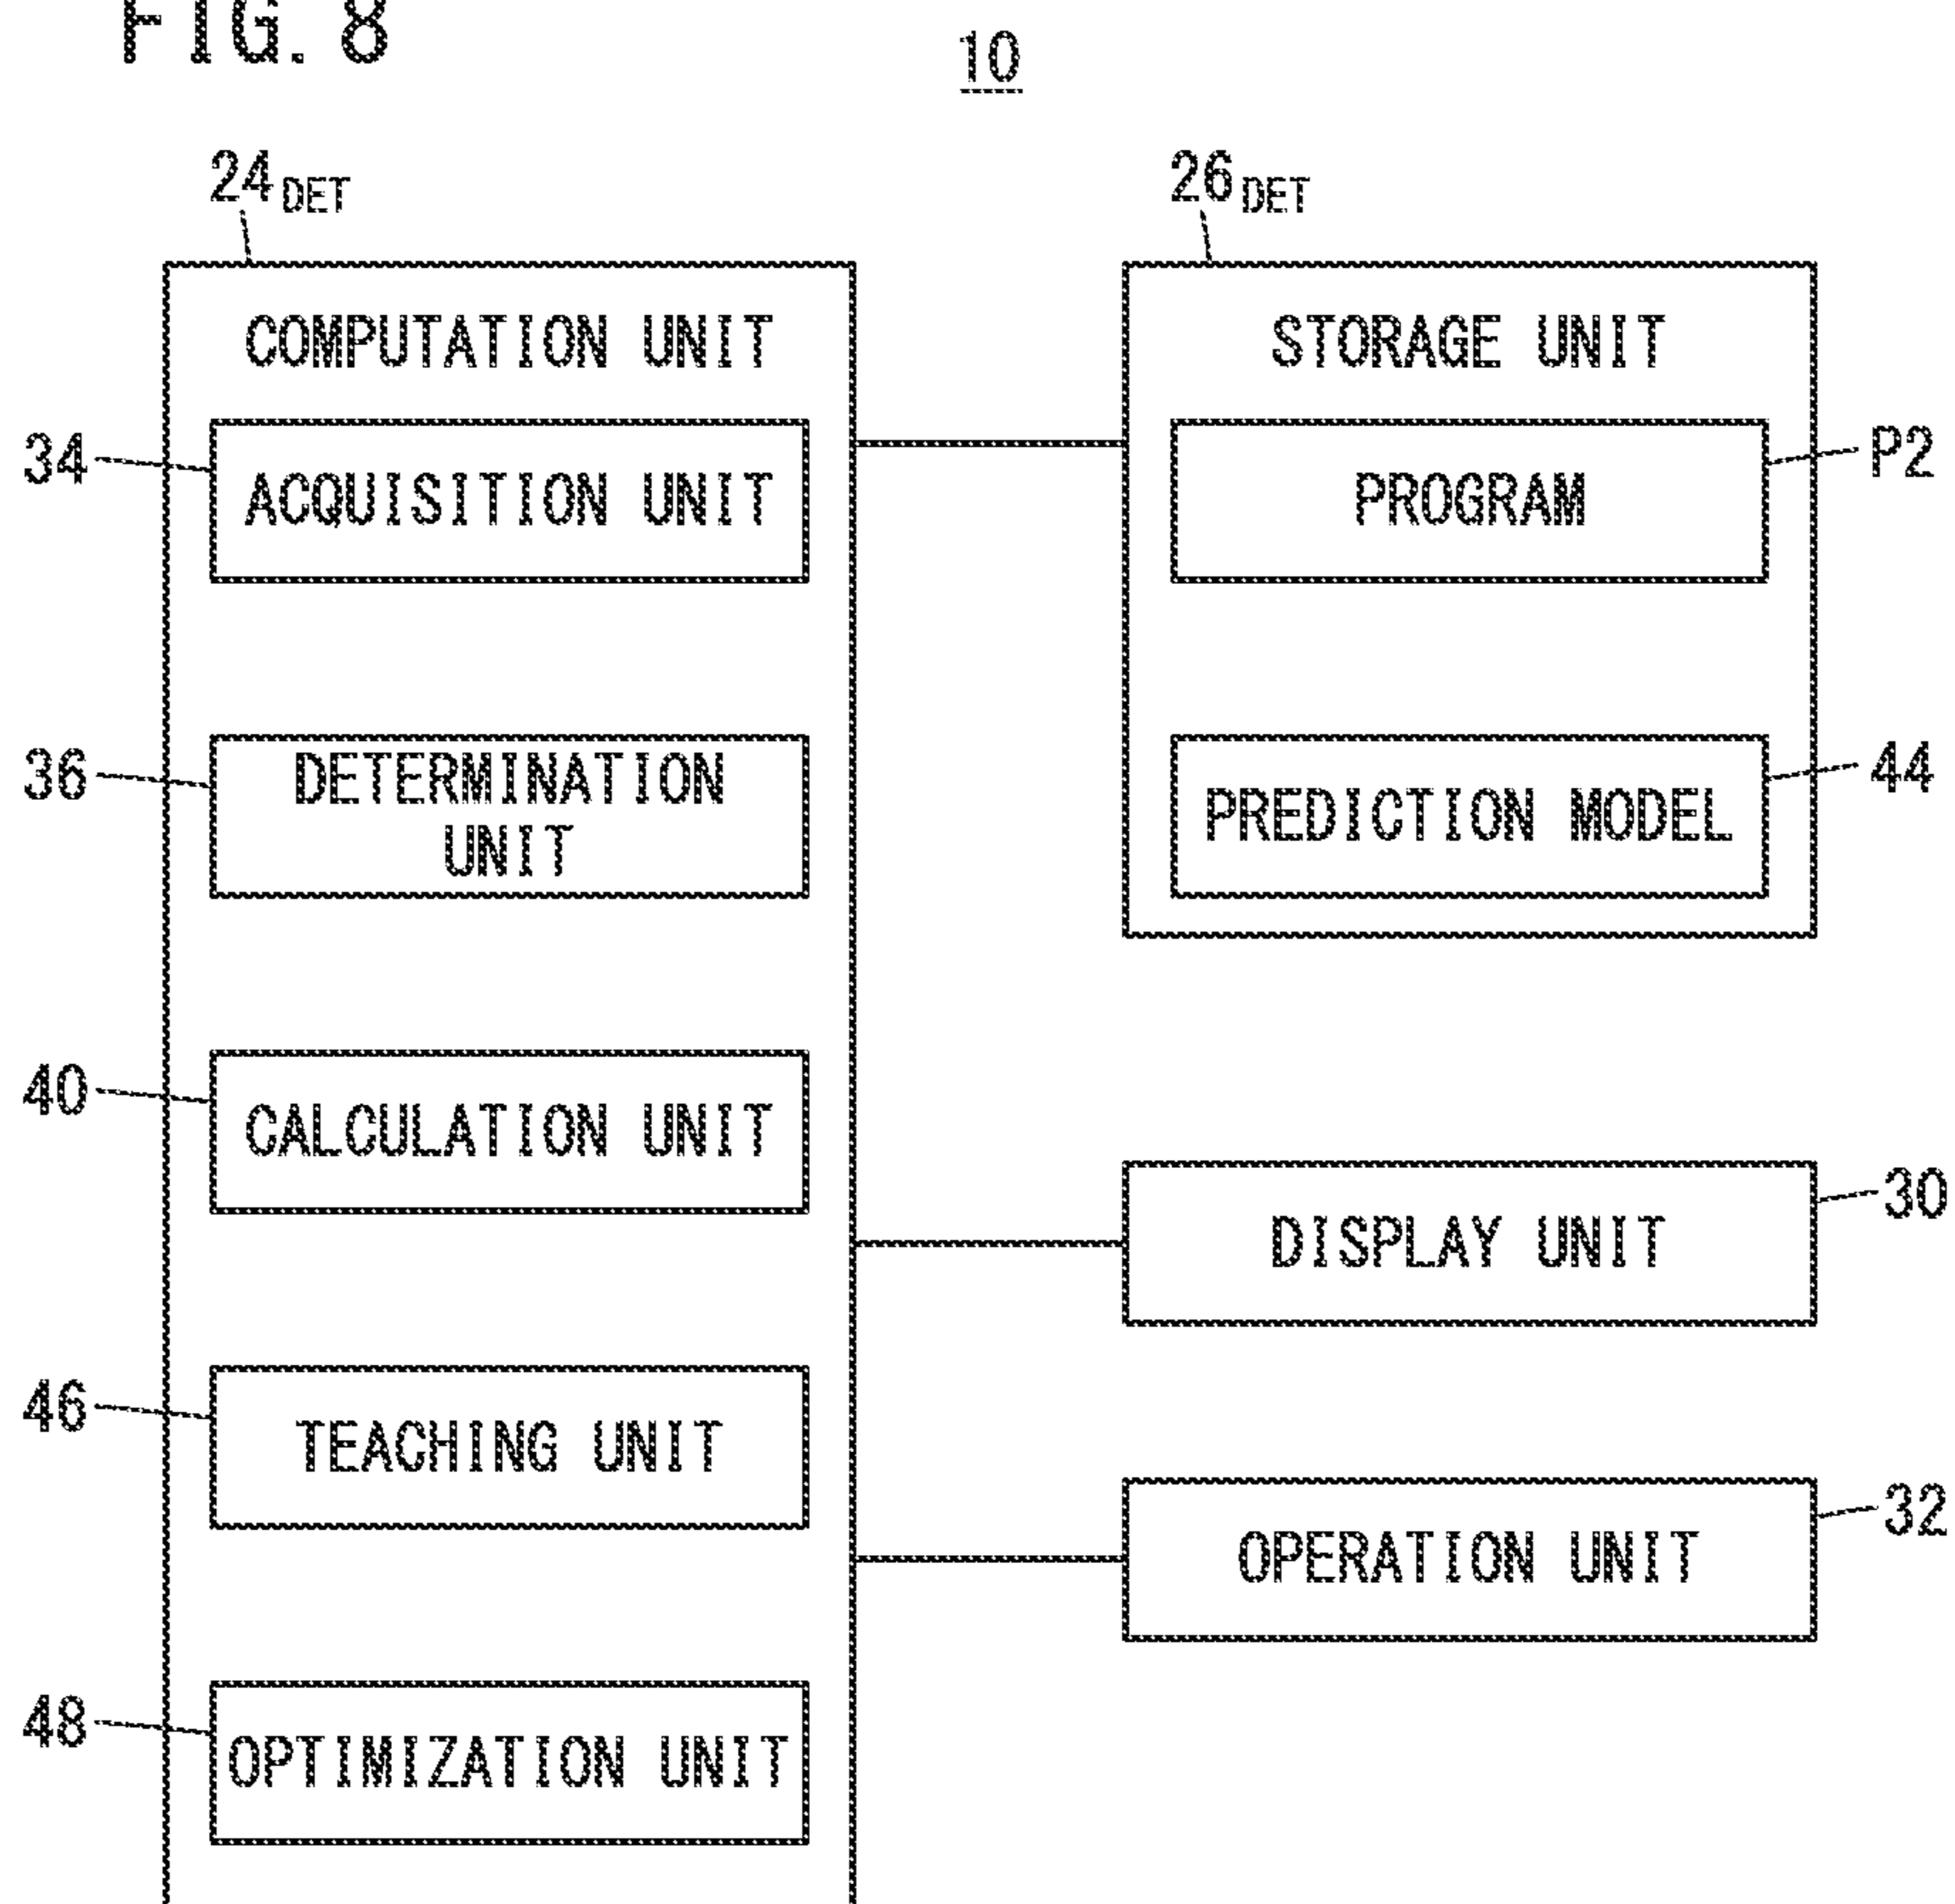 FIG. 8
10
24DET
26DET
COMPUTATION UNIT
STORAGE UNIT
34
ACQUISITION UNIT
PROGRAM
P2
36
DETERMINATION
UNIT
PREDICTION MODEL
44
40
CALCULATION UNIT
DISPLAY UNIT
30
46
TEACHING UNIT
OPERATION UNIT
32
48
OPTIMIZATION UNIT